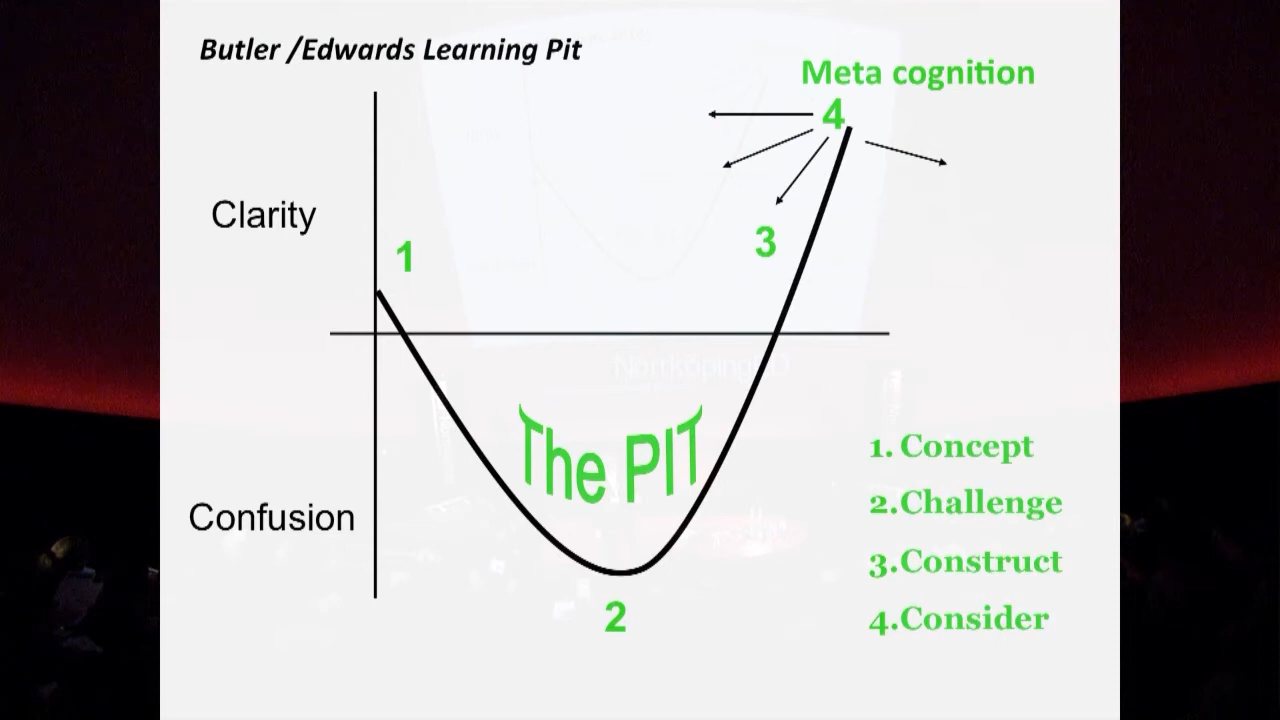 Butler /Edwards Learning Pit
Meta cognition
4
Clarity
1
3
The PIT
Confusion
2
1. Concept
2.Challenge
3.Construct
4.Consider